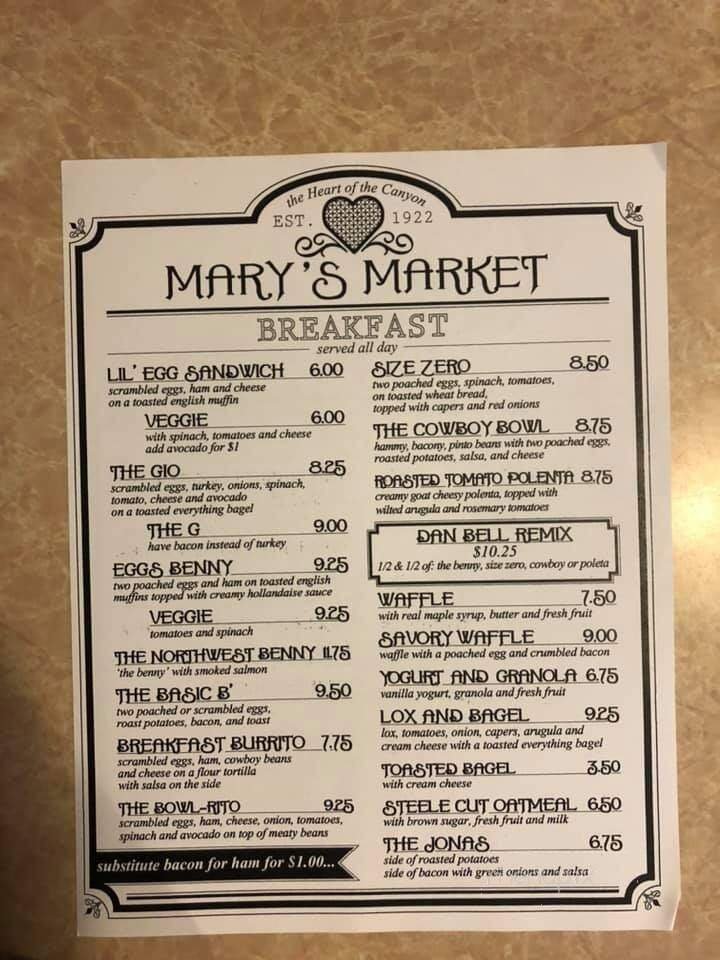 the Heart of the Canyon
EST. 1922
MARY'S MARKET
BREAKFAST
served all day
LIL' EGG SANDWICH 6.00
scrambled eggs, ham and cheese
on a toasted english muffin
VEGGIE 6.00
with spinach, tomatoes and cheese
add avocado for $1
THE GIO 8.25
scrambled eggs, turkey, onions, spinach,
tomato, cheese and avocado
on a toasted everything bagel
THE G 9.00
have bacon instead of turkey
EGGS BENNY 9.25
two poached eggs and ham on toasted english
muffins topped with creamy hollandaise sauce
VEGGIE 9.25
tomatoes and spinach
THE NORTHWEST BENNY 11.75
'the benny' with smoked salmon
THE BASIC B' 9.50
two poached or scrambled eggs,
roast potatoes, bacon, and toast
BREAKFAST BURRITO 7.75
scrambled eggs, ham, cowboy beans
and cheese on a flour tortilla
with salsa on the side
THE BOWL-RITO 9.25
scrambled eggs, ham, cheese, onion, tomatoes,
spinach and avocado on top of meaty beans
substitute bacon for ham for $1.00...
SIZE ZERO 8.50
two poached eggs, spinach, tomatoes,
on toasted wheat bread,
topped with capers and red onions
THE COWBOY BOWL 8.75
hammy, bacony, pinto beans with two poached eggs,
roasted potatoes, salsa, and cheese
ROASTED TOMATO POLENTA 8.75
creamy goat cheesy polenta, topped with
wilted arugula and rosemary tomatoes
DAN BELL REMIX
$10.25
1/2 & 1/2 of: the benny, size zero, cowboy or poleta
WAFFLE 7.50
with real maple syrup, butter and fresh fruit
SAVORY WAFFLE 9.00
waffle with a poached egg and crumbled bacon
YOGURT AND GRANOLA 6.75
vanilla yogurt, granola and fresh fruit
LOX AND BAGEL 9.25
lox, tomatoes, onion, capers, arugula and
cream cheese with a toasted everything bagel
TOASTED BAGEL 3.50
with cream cheese
STEELE CUT OATMEAL 6.50
with brown sugar, fresh fruit and milk
THE JONAS 6.75
side of roasted potatoes
side of bacon with green onions and salsa